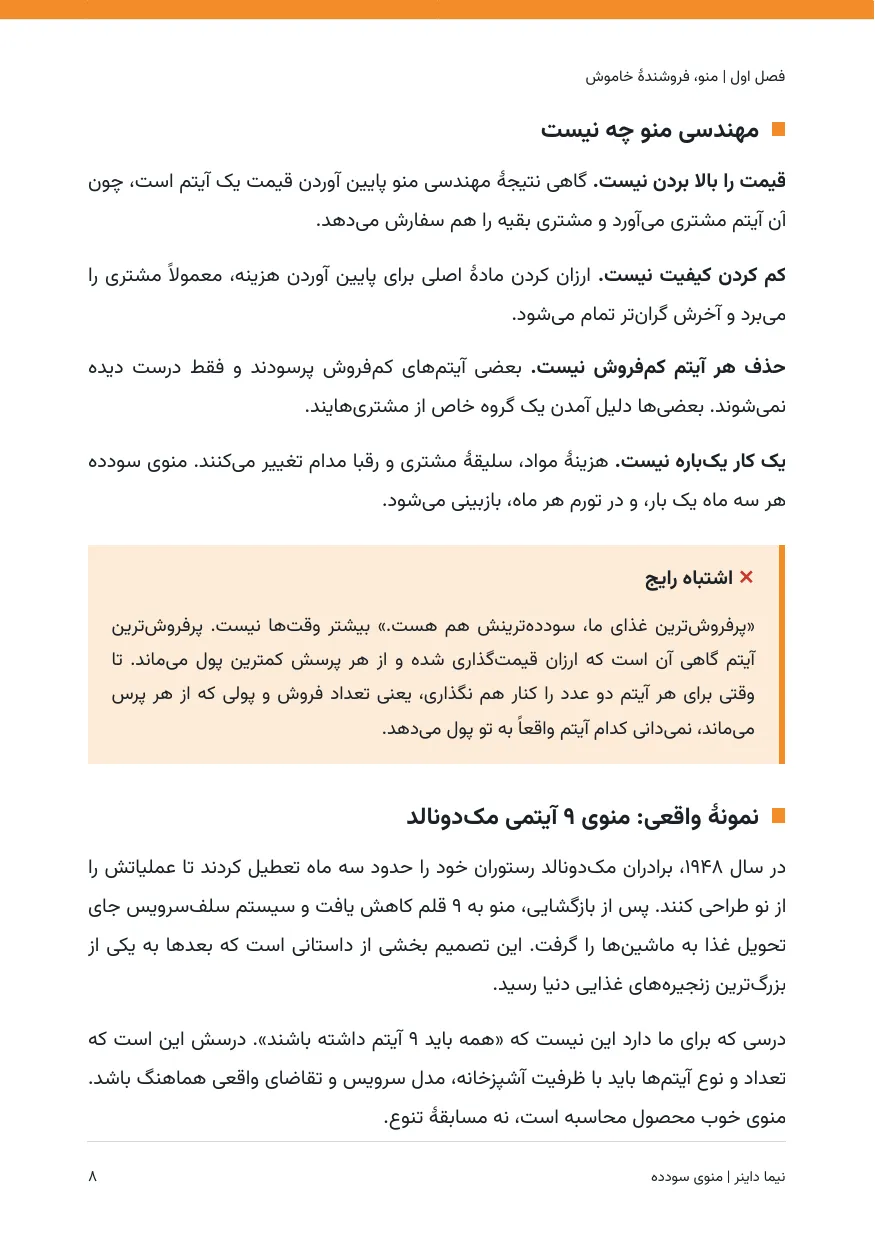 فصل اول | منو، فروشندهٔ خاموش
مهندسی منو چه نیست
قیمت را بالا بردن نیست. گاهی نتیجهٔ مهندسی منو پایین آوردن قیمت یک آیتم است، چون
آن آیتم مشتری می‌آورد و مشتری بقیه را هم سفارش می‌دهد.
کم کردن کیفیت نیست. ارزان کردن مادهٔ اصلی برای پایین آوردن هزینه، معمولاً مشتری را
می‌برد و آخرش گران‌تر تمام می‌شود.
حذف هر آیتم کم‌فروش نیست. بعضی آیتم‌های کم‌فروش پرسودند و فقط درست دیده
نمی‌شوند. بعضی‌ها دلیل آمدن یک گروه خاص از مشتری‌هایند.
یک کار یک‌باره نیست. هزینهٔ مواد، سلیقهٔ مشتری و رقبا مدام تغییر می‌کنند. منوی سودده
هر سه ماه یک بار، و در تورم هر ماه، بازبینی می‌شود.
✕ اشتباه رایج
«پرفروش‌ترین غذای ما، سودده‌ترینش هم هست.» بیشتر وقت‌ها نیست. پرفروش‌ترین
آیتم گاهی آن است که ارزان قیمت‌گذاری شده و از هر پرسش کمترین پول می‌ماند. تا
وقتی برای هر آیتم دو عدد را کنار هم نگذاری، یعنی تعداد فروش و پولی که از هر پرس
می‌ماند، نمی‌دانی کدام آیتم واقعاً به تو پول می‌دهد.
نمونهٔ واقعی: منوی ۹ آیتمی مک‌دونالد
در سال ۱۹۴۸، برادران مک‌دونالد رستوران خود را حدود سه ماه تعطیل کردند تا عملیاتش را
از نو طراحی کنند. پس از بازگشایی، منو به ۹ قلم کاهش یافت و سیستم سلف‌سرویس جای
تحویل غذا به ماشین‌ها را گرفت. این تصمیم بخشی از داستانی است که بعدها به یکی از
بزرگ‌ترین زنجیره‌های غذایی دنیا رسید.
درسی که برای ما دارد این نیست که «همه باید ۹ آیتم داشته باشند». درسش این است که
تعداد و نوع آیتم‌ها باید با ظرفیت آشپزخانه، مدل سرویس و تقاضای واقعی هماهنگ باشد.
منوی خوب محصول محاسبه است، نه مسابقهٔ تنوع.
نیما داینر | منوی سودده
۸